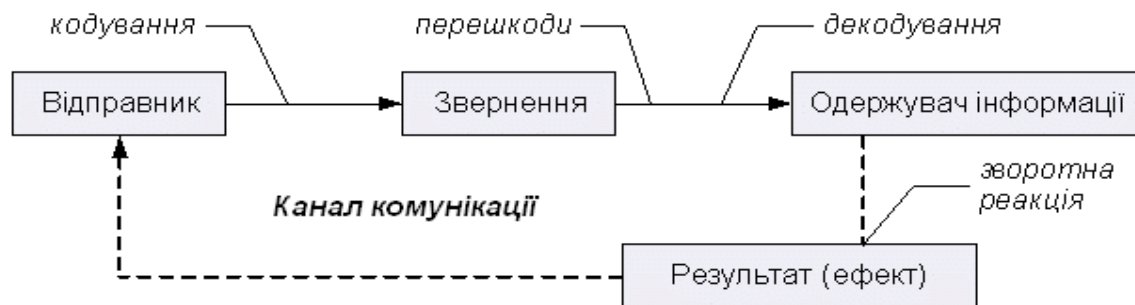 кодування
перешкоди
декодування
Відправник
Звернення
Одержувач інформації
зворотна
реакція
Канал комунікації
Результат (ефект)